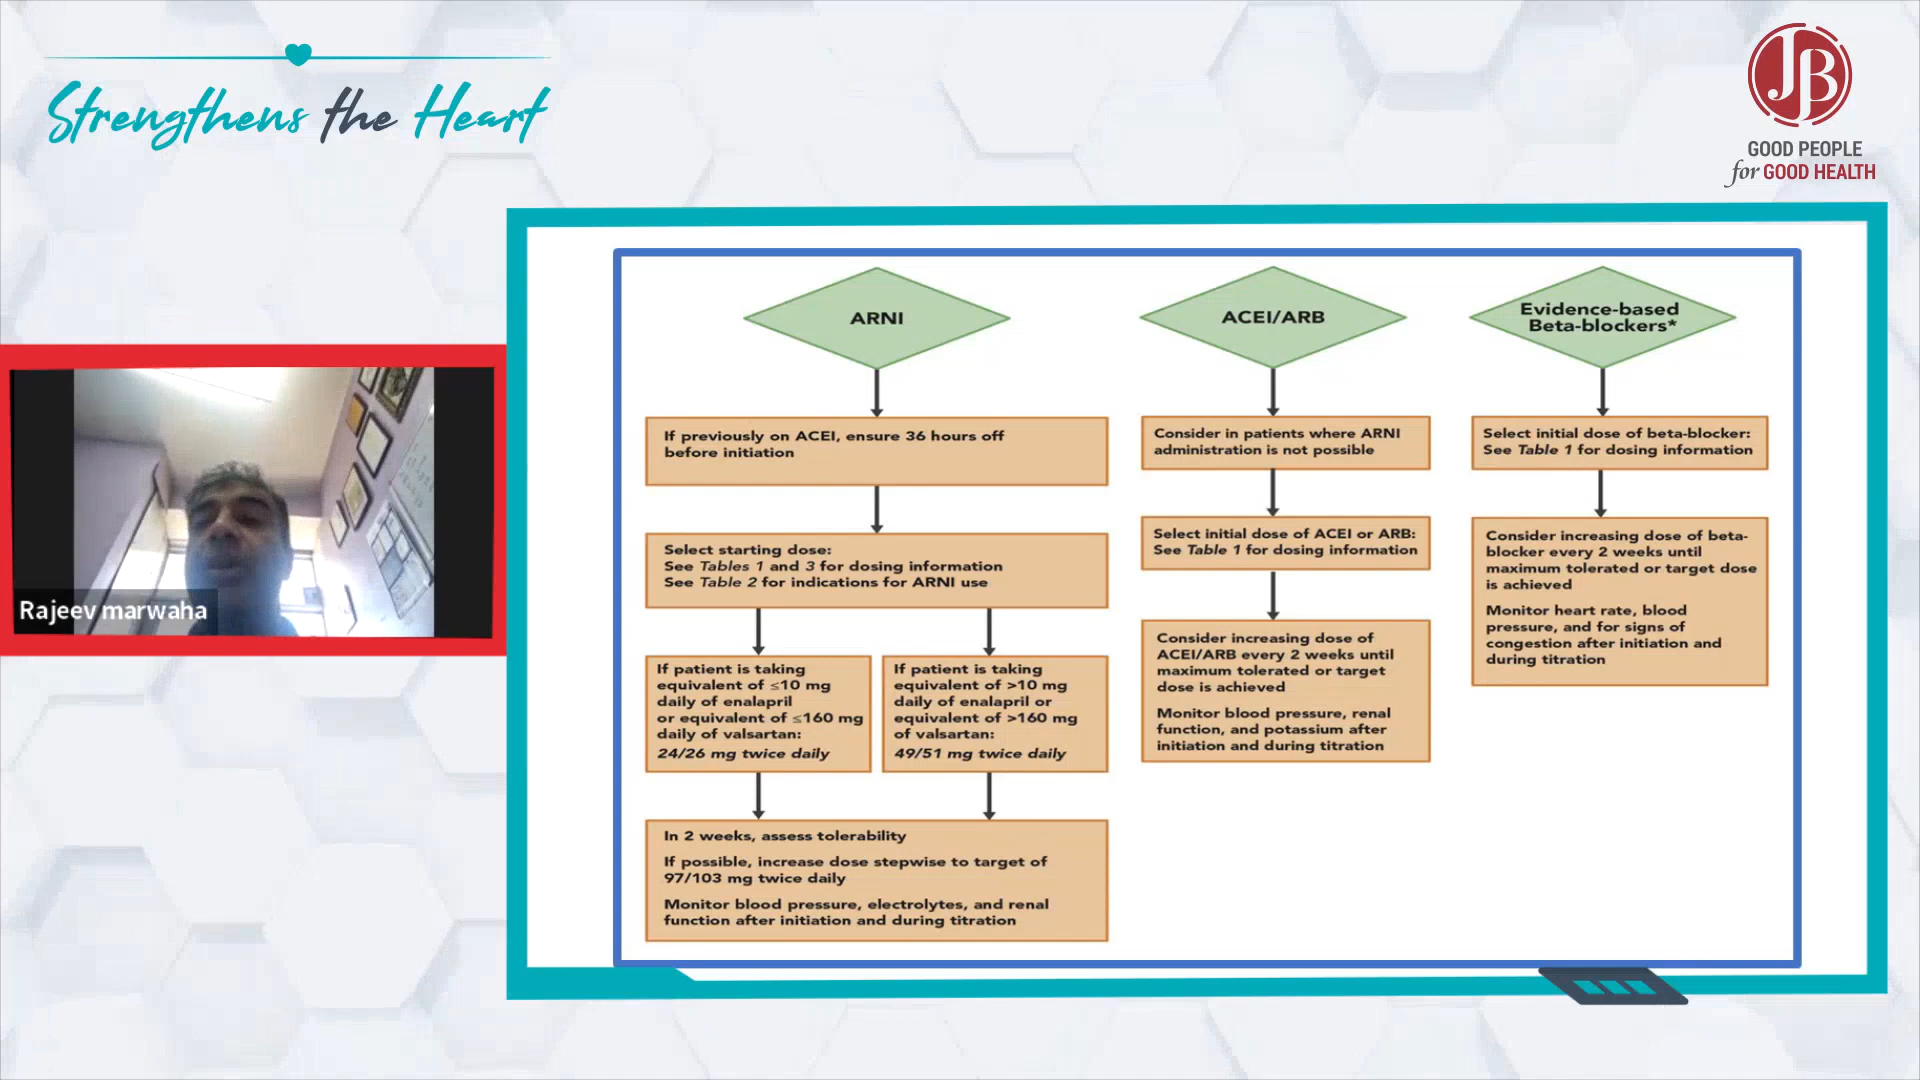 Strengthens the Heart
JB
GOOD PEOPLE
for GOOD HEALTH
Rajeev marwaha
ARNI
If previously on ACEI, ensure 36 hours off
before initiation
Select starting dose:
See Tables 1 and 3 for dosing information
See Table 2 for indications for ARNI use
If patient is taking
equivalent of ≤10 mg
daily of enalapril
or equivalent of ≤160 mg
daily of valsartan:
24/26 mg twice daily
If patient is taking
equivalent of >10 mg
daily of enalapril or
equivalent of >160 mg
of valsartan:
49/51 mg twice daily
In 2 weeks, assess tolerability
If possible, increase dose stepwise to target of
97/103 mg twice daily
Monitor blood pressure, electrolytes, and renal
function after initiation and during titration
ACEI/ARB
Consider in patients where ARNI
administration is not possible
Select initial dose of ACEI or ARB:
See Table 1 for dosing information
Consider increasing dose of
ACEI/ARB every 2 weeks until
maximum tolerated or target
dose is achieved
Monitor blood pressure, renal
function, and potassium after
initiation and during titration
Evidence-based
Beta-blockers*
Select initial dose of beta-blocker:
See Table 1 for dosing information
Consider increasing dose of beta-
blocker every 2 weeks until
maximum tolerated or target dose
is achieved
Monitor heart rate, blood
pressure, and for signs of
congestion after initiation and
during titration